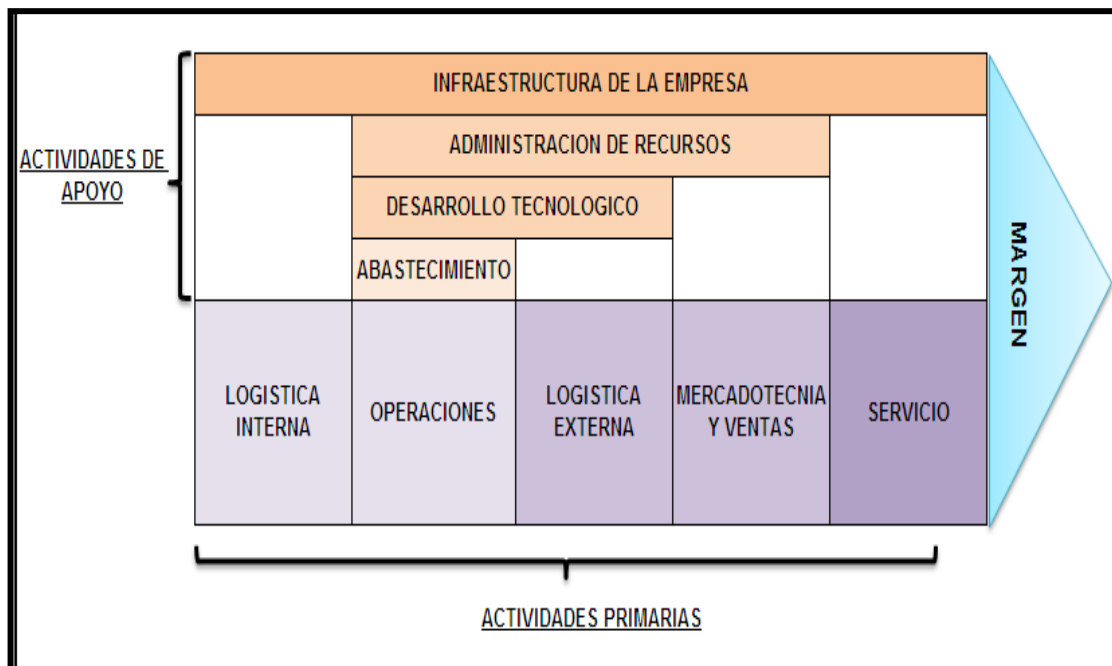 INFRAESTRUCTURA DE LA EMPRESA
ADMINISTRACION DE RECURSOS
ACTIVIDADES DE
APOYO
DESARROLLO TECNOLOGICO
ABASTECIMIENTO
MARGEN
LOGISTICA
INTERNA
OPERACIONES
LOGISTICA
EXTERNA
MERCADOTECNIA
Y VENTAS
SERVICIO
ACTIVIDADES PRIMARIAS